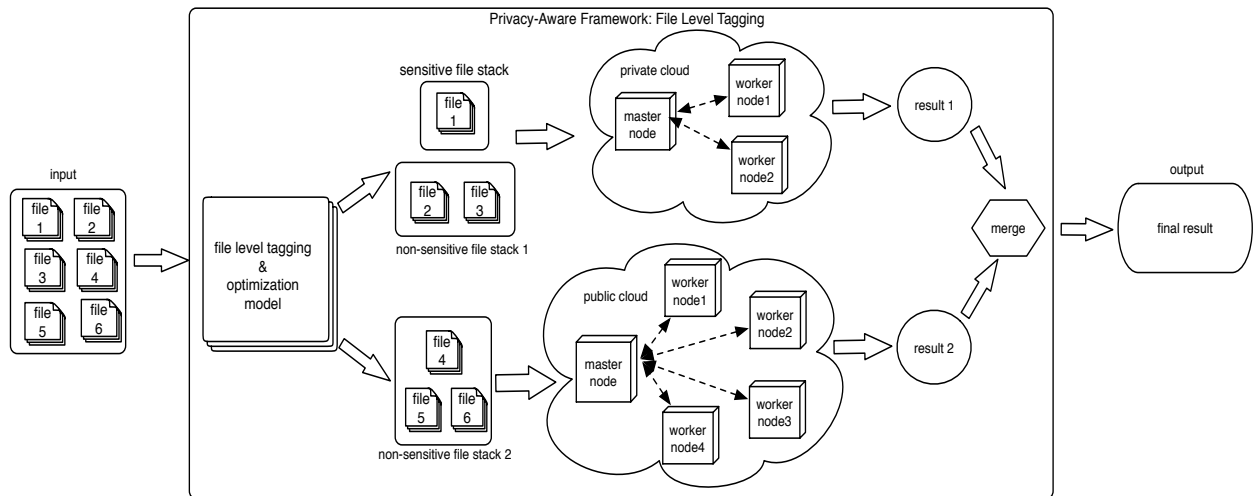 Privacy-Aware Framework: File Level Tagging
input
file
1
file
2
file
3
file
4
file
5
file
6
file level tagging
&
optimization
model
sensitive file stack
file
1
file
2
file
3
non-sensitive file stack 1
file
4
file
5
file
6
non-sensitive file stack 2
private cloud
master
node
worker
node1
worker
node2
public cloud
master
node
worker
node1
worker
node2
worker
node3
worker
node4
result 1
result 2
merge
output
final result